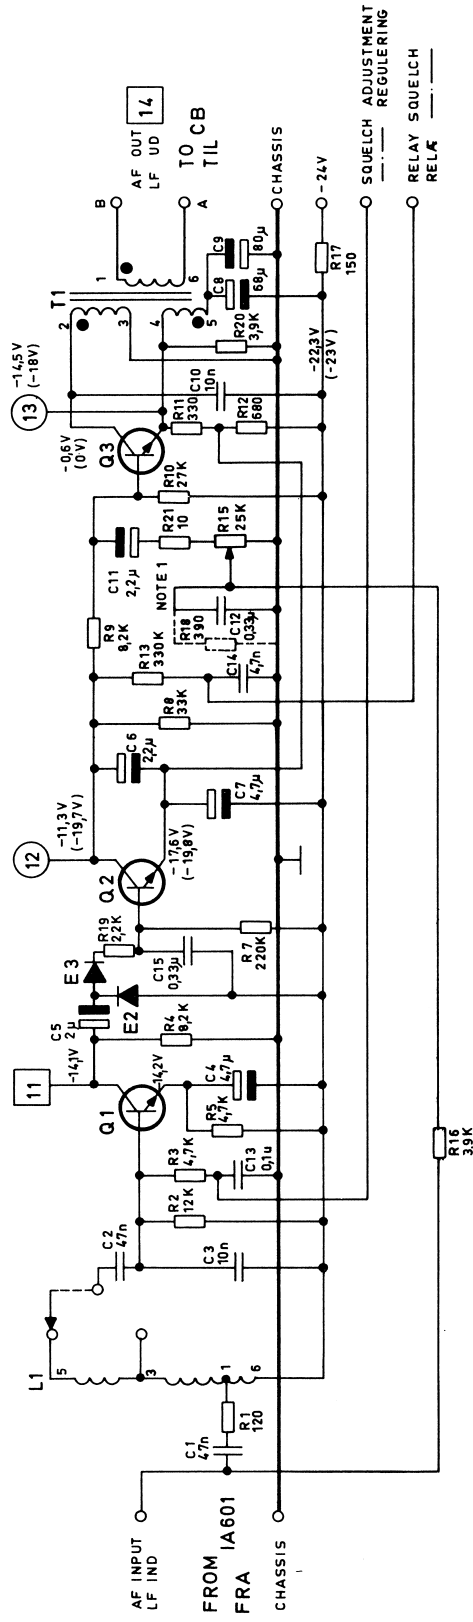 AF INPUT
LF IND
FROM IA601
FRA
CHASSIS
C1
47n
R1
120
L1
5
3
1
6
C2
47n
C3
10n
R2
12K
R3
4,7K
C13
0,1u
Q1
11
-14,1V
-14,2V
R5
4,7K
C4
4,7µ
R4
8,2K
C5
2µ
E2
E3
R19
2,2K
C15
0,33µ
R7
220K
Q2
12
-11,3V
(-19,7V)
-17,6V
(-19,8V)
C6
2,2µ
C7
4,7µ
R8
33K
R13
330K
C14
4,7n
R9
8,2K
R18
390
C12
0,33µ
NOTE 1
C11
2,2µ
R21
10
R15
25K
R10
27K
Q3
-0,6V
(0V)
13
-14,5V
(-18V)
R11
330
R12
680
C10
10n
R20
3,9K
T1
2
3
4
5
1
6
C8
68µ
C9
80µ
-22,3V
(-23V)
R17
150
B
A
AF OUT
LF UD
14
TO CB
TIL
CHASSIS
-24V
SQUELCH ADJUSTMENT
REGULERING
RELAY SQUELCH
RELÆ
R16
3,9K